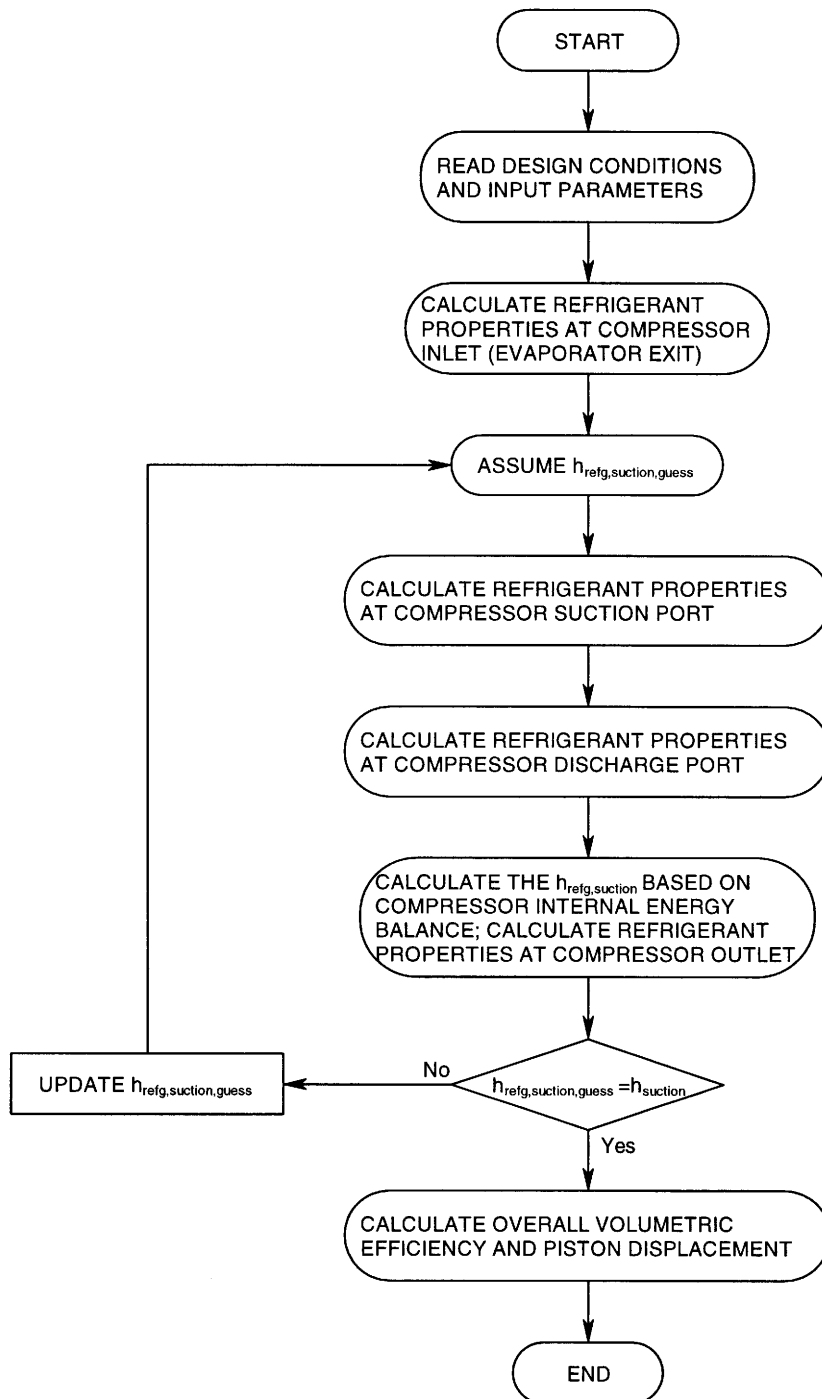 START
READ DESIGN CONDITIONS
AND INPUT PARAMETERS
CALCULATE REFRIGERANT
PROPERTIES AT COMPRESSOR
INLET (EVAPORATOR EXIT)
ASSUME h_refg,suction,guess
CALCULATE REFRIGERANT PROPERTIES
AT COMPRESSOR SUCTION PORT
CALCULATE REFRIGERANT PROPERTIES
AT COMPRESSOR DISCHARGE PORT
CALCULATE THE h_refg,suction BASED ON
COMPRESSOR INTERNAL ENERGY
BALANCE; CALCULATE REFRIGERANT
PROPERTIES AT COMPRESSOR OUTLET
h_refg,suction,guess =h_suction
No
UPDATE h_refg,suction,guess
Yes
CALCULATE OVERALL VOLUMETRIC
EFFICIENCY AND PISTON DISPLACEMENT
END